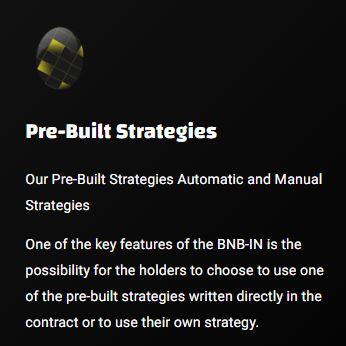 Pre-Built Strategies
Our Pre-Built Strategies Automatic and Manual
Strategies
One of the key features of the BNB-IN is the
possibility for the holders to choose to use one
of the pre-built strategies written directly in the
contract or to use their own strategy.